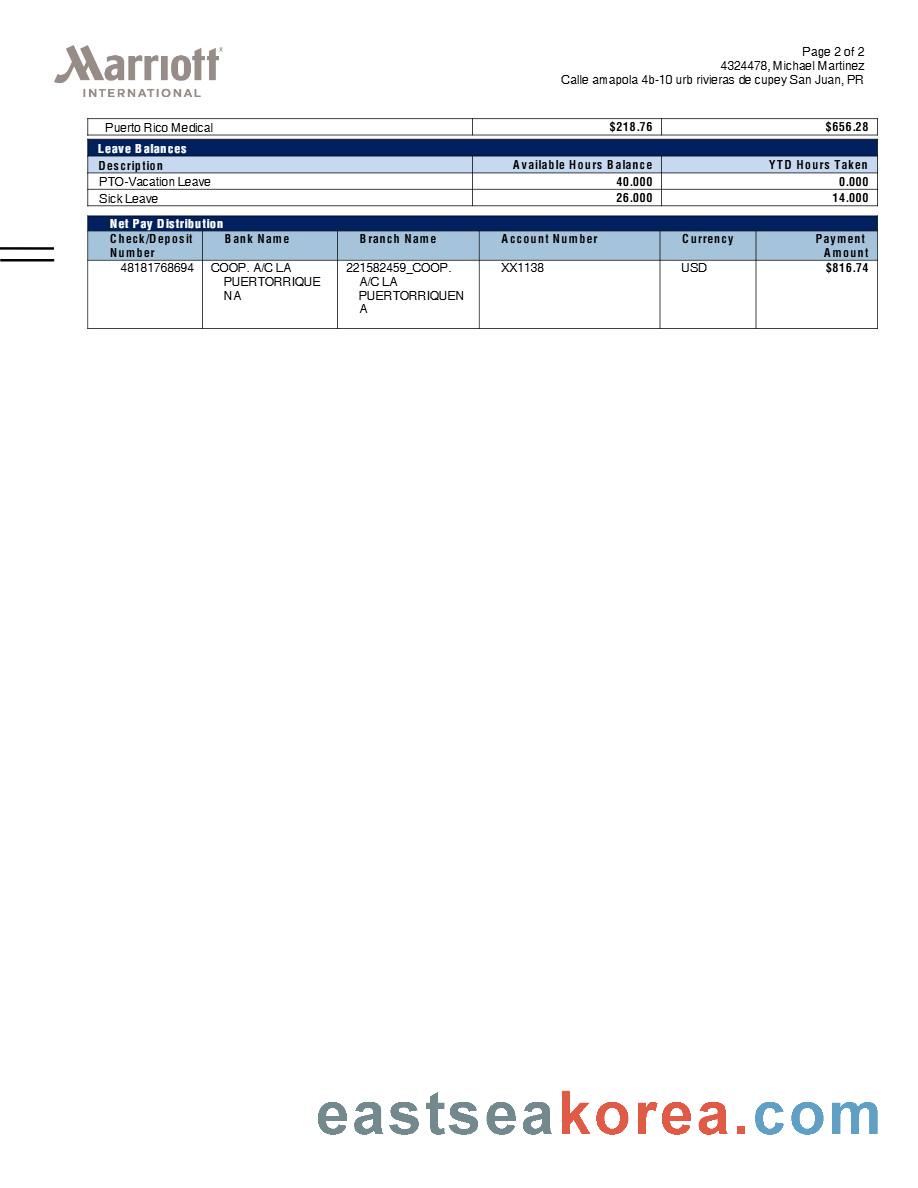 Marriott
INTERNATIONAL
Page 2 of 2
4324478, Michael Martinez
Calle amapola 4b-10 urb rivieras de cupey San Juan, PR
Puerto Rico Medical $218.76 $656.28
Leave Balances
Description Available Hours Balance YTD Hours Taken
PTO-Vacation Leave 40.000 0.000
Sick Leave 26.000 14.000
Net Pay Distribution
Check/Deposit Number Bank Name Branch Name Account Number Currency Payment Amount
48181768694 COOP. A/C LA 221582459_COOP. XX1138 USD $816.74
PUERTORRIQUE A/C LA
NA PUERTORRIQUEN
A
eastseakorea.com